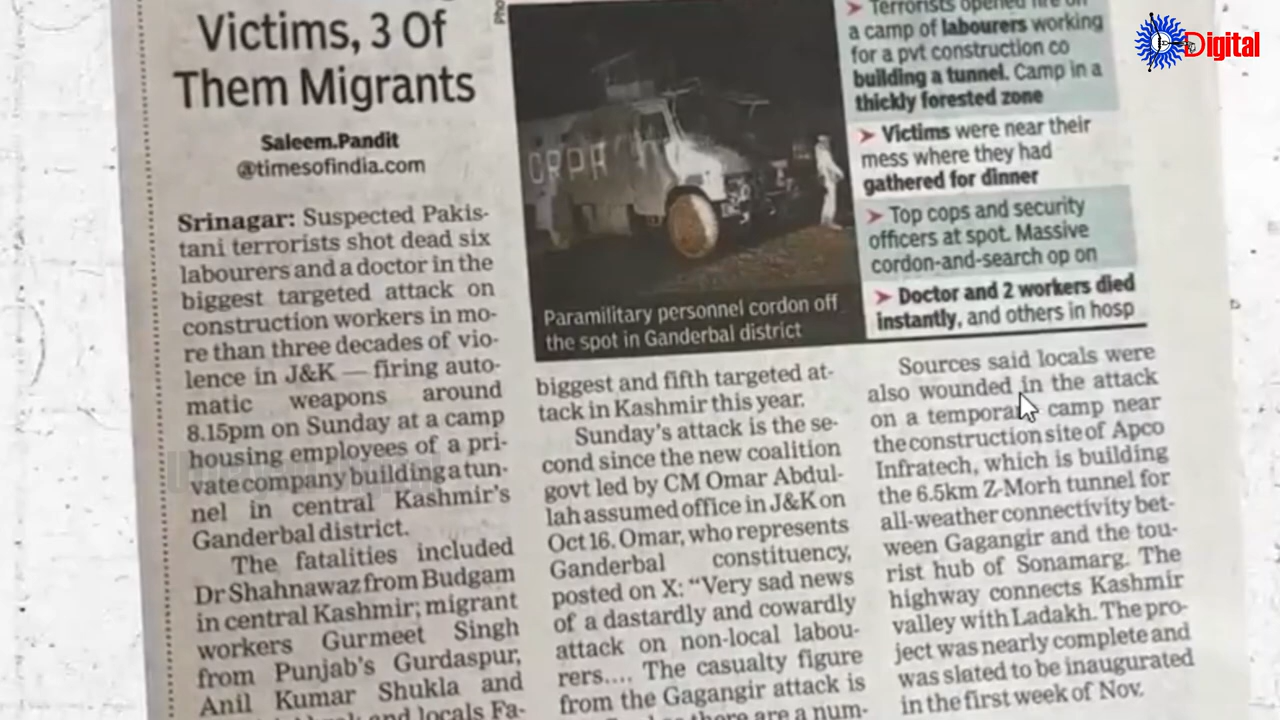 Victims, 3 Of
Them Migrants
Saleem.Pandit
@timesofindia.com
Srinagar: Suspected Pakis-
tani terrorists shot dead six
labourers and a doctor in the
biggest targeted attack on
construction workers in mo-
re than three decades of vio-
lence in J&K — firing auto-
matic weapons around
8.15pm on Sunday at a camp
housing employees of a pri-
vate company building a tun-
nel in central Kashmir's
Ganderbal district.
The fatalities included
Dr Shahnawaz from Budgam
in central Kashmir; migrant
workers Gurmeet Singh
from Punjab's Gurdaspur,
Anil Kumar Shukla and
and locals Fa-
CRPF
Paramilitary personnel cordon off
the spot in Ganderbal district
biggest and fifth targeted at-
tack in Kashmir this year.
Sunday's attack is the se-
cond since the new coalition
govt led by CM Omar Abdul-
lah assumed office in J&K on
Oct 16. Omar, who represents
Ganderbal constituency,
posted on X: “Very sad news
of a dastardly and cowardly
attack on non-local labou-
rers.... The casualty figure
from the Gagangir attack is
there are a num-
➤ Terrorists opened fire on
a camp of labourers working
for a pvt construction co
building a tunnel. Camp in a
thickly forested zone
➤ Victims were near their
mess where they had
gathered for dinner
➤ Top cops and security
officers at spot. Massive
cordon-and-search op on
➤ Doctor and 2 workers died
instantly, and others in hosp
Sources said locals were
also wounded in the attack
on a temporary camp near
the construction site of Apco
Infratech, which is building
the 6.5km Z-Morh tunnel for
all-weather connectivity bet-
ween Gagangir and the tou-
rist hub of Sonamarg. The
highway connects Kashmir
valley with Ladakh. The pro-
ject was nearly complete and
was slated to be inaugurated
in the first week of Nov.
Digital